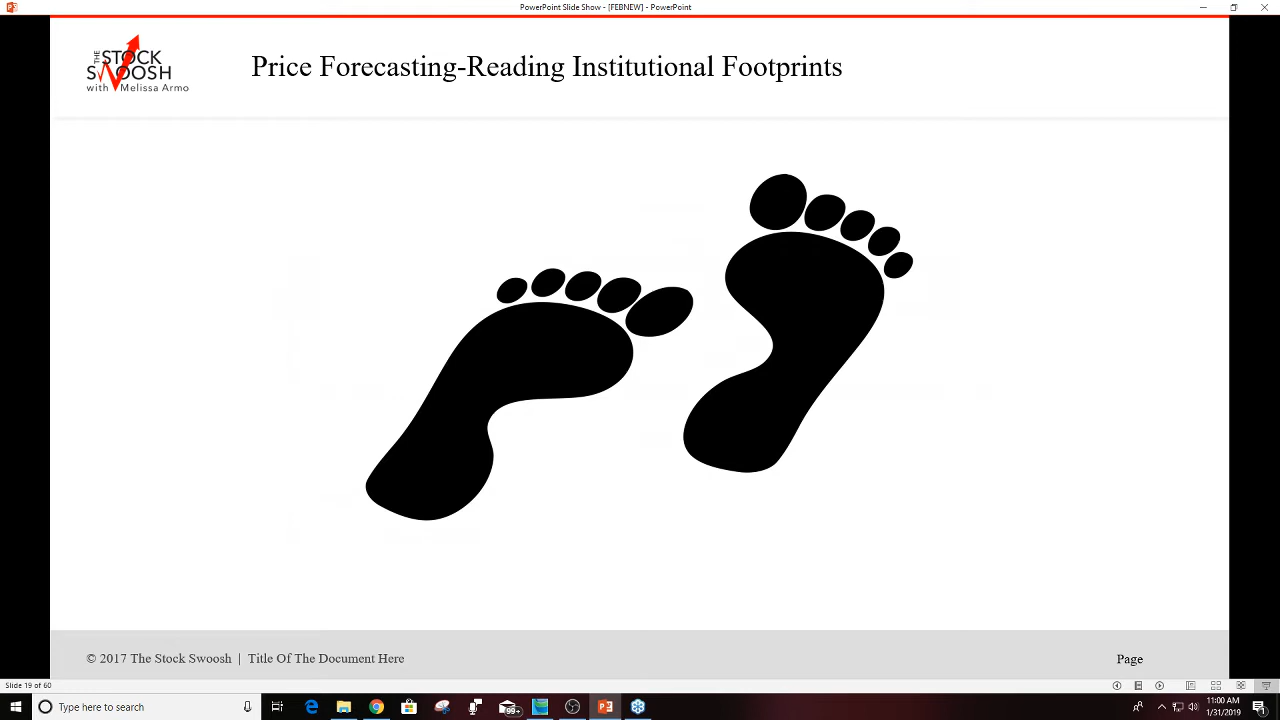 PowerPoint Slide Show - [FEBNEW] - PowerPoint
THE STOCK
SWOOSH
with Melissa Armo
Price Forecasting-Reading Institutional Footprints
© 2017 The Stock Swoosh | Title Of The Document Here
Page
Slide 19 of 60
Type here to search
99+
11:00 AM
1/31/2019
1